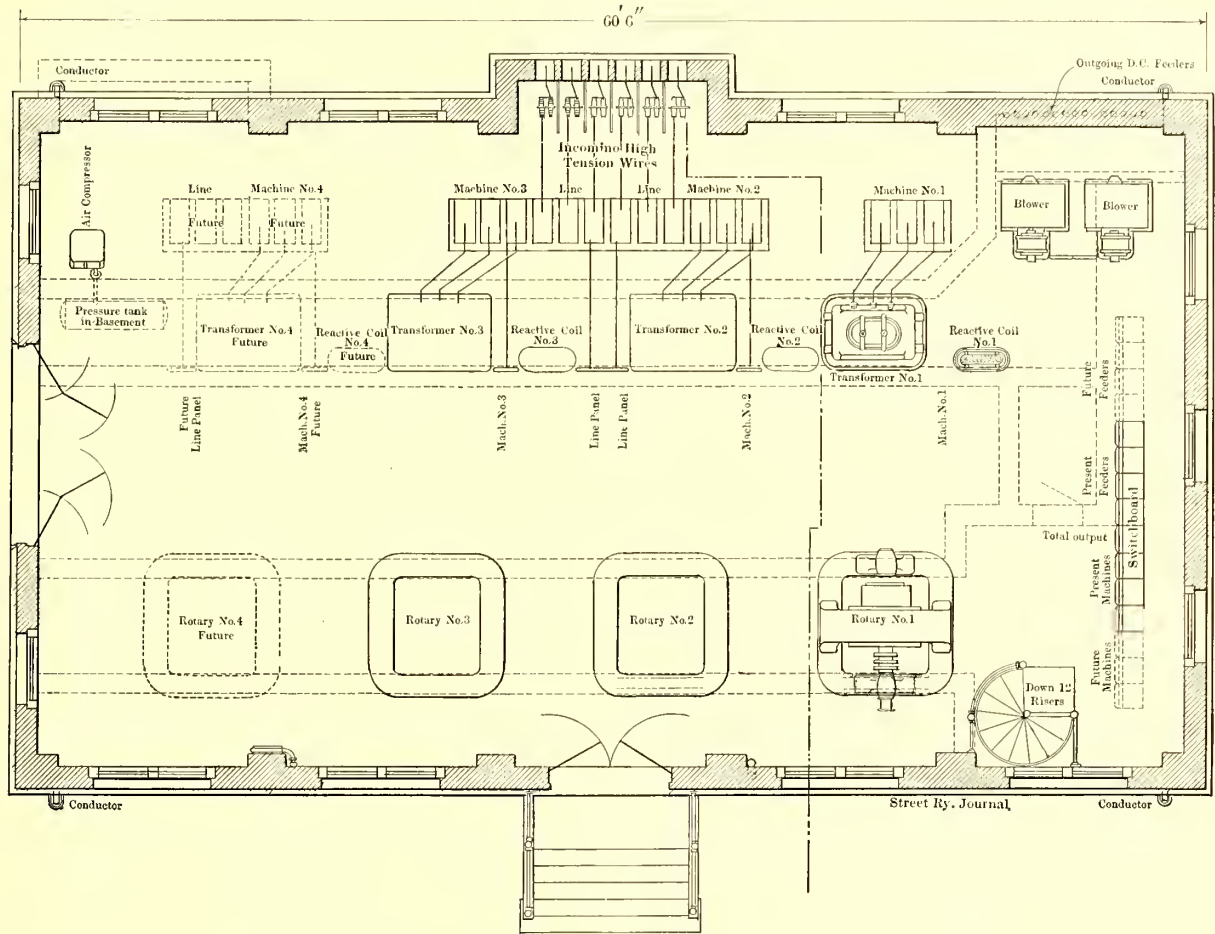 60' 6"
Conductor
Outgoing D.C. Feeders
Conductor
Incoming High
Tension Wires
Air Compressor
Line
Machine No.4
Future
Future
Machine No.3
Line
Line
Machine No.2
Machine No.1
Blower
Blower
Pressure tank
in Basement
Transformer No.4
Future
Reactive Coil
No.4
Future
Transformer No.3
Reactive Coil
No.3
Transformer No.2
Reactive Coil
No.2
Transformer No.1
Reactive Coil
No.1
Future
Line Panel
Mach.No.4
Future
Mach.No.3
Line Panel
Line Panel
Mach.No.2
Mach.No.1
Future
Feeders
Present
Feeders
Switchboard
Total output
Present
Machines
Future
Machines
Rotary No.4
Future
Rotary No.3
Rotary No.2
Rotary No.1
Down 12
Risers
Conductor
Street Ry. Journal
Conductor